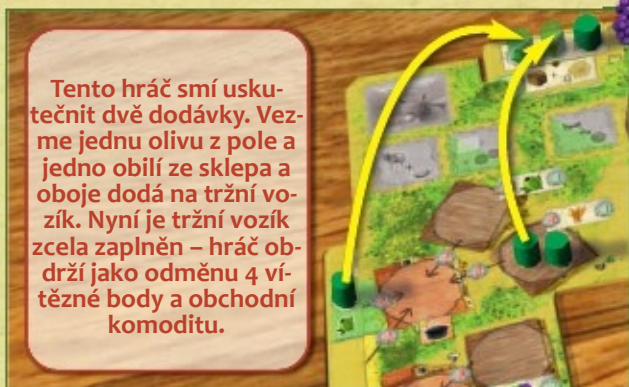 Tento hráč smí usku-
tečnit dvě dodávky. Vez-
me jednu olivu z pole a
jedno obilí ze sklepa a
oboje dodá na tržní vo-
zík. Nyní je tržní vozík
zcela zaplněn – hráč ob-
drží jako odměnu 4 ví-
tězné body a obchodní
komoditu.